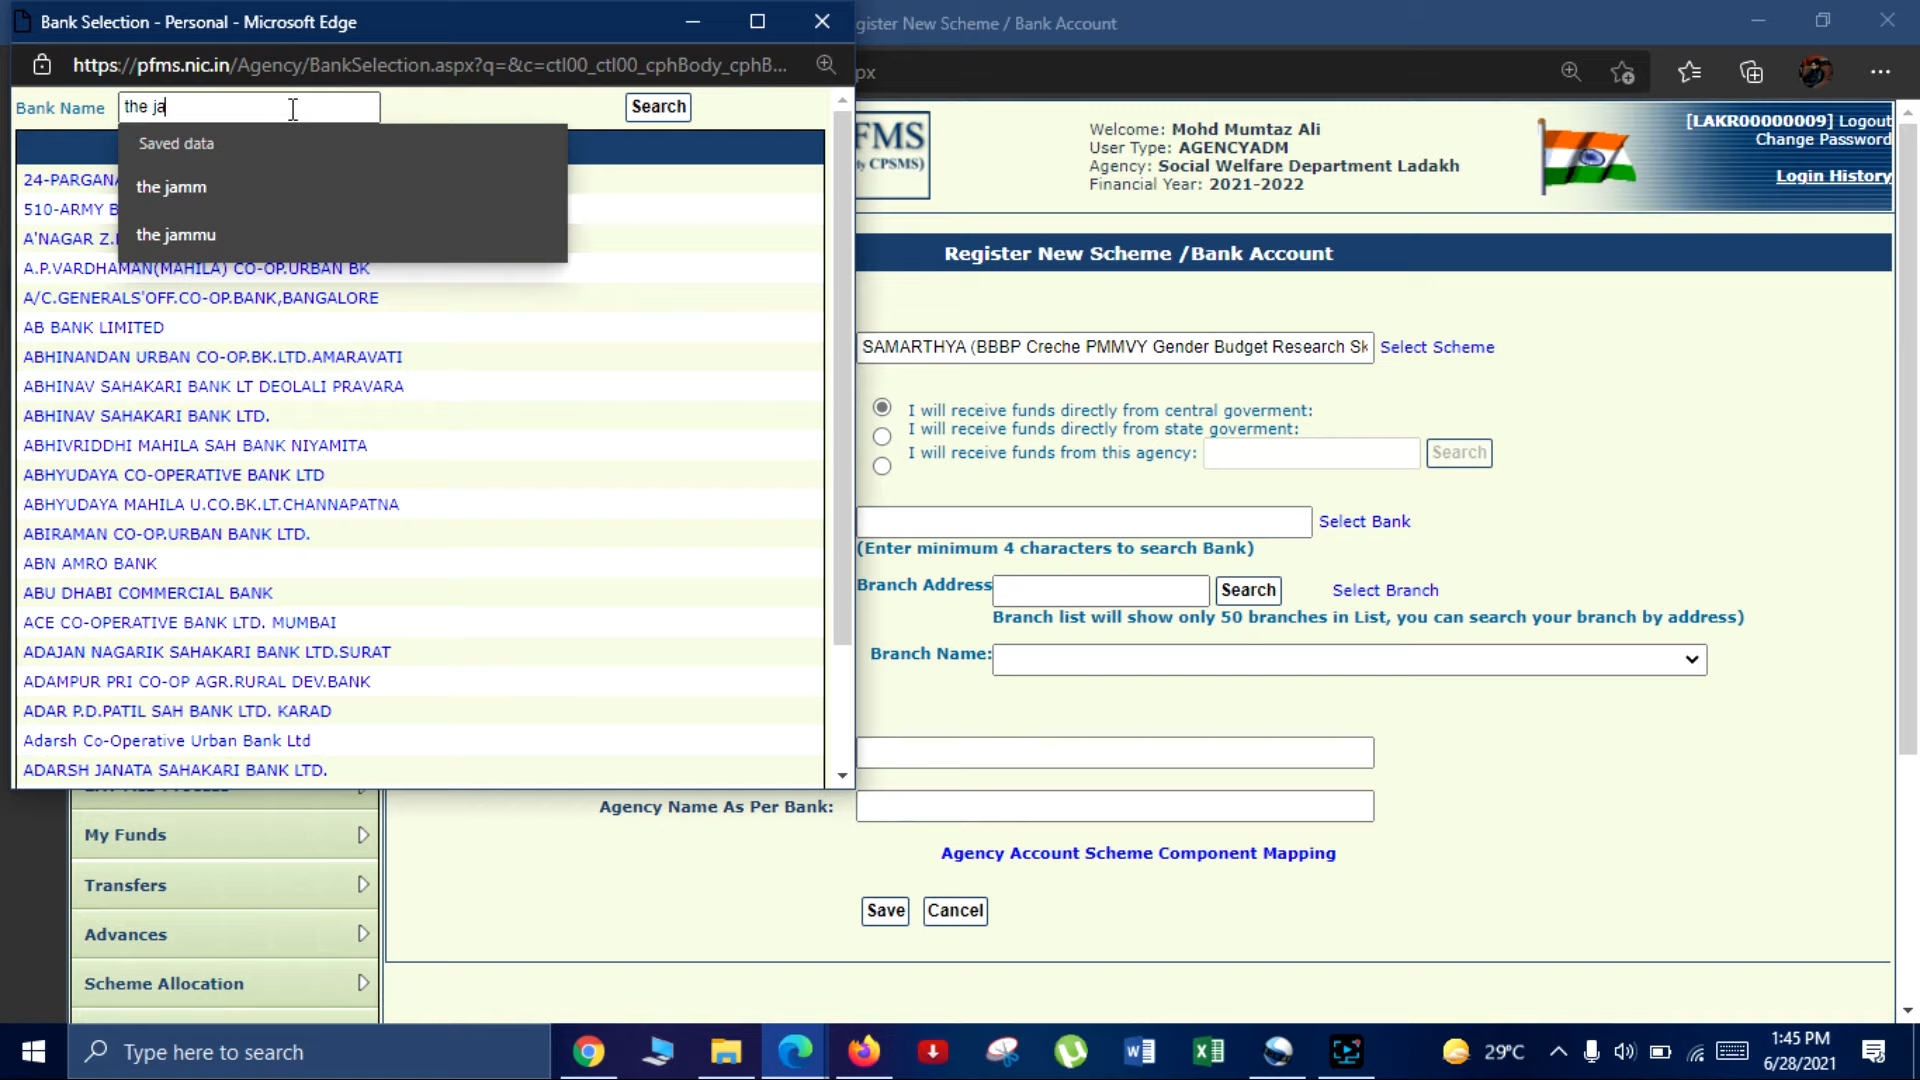 Bank Selection - Personal - Microsoft Edge
gister New Scheme / Bank Account
https://pfms.nic.in/Agency/BankSelection.aspx?q=&c=ctl00_ctl00_cphBody_cphB...
px
Bank Name the ja Search
Saved data
the jamm
the jammu
24-PARGANA
510-ARMY B
A'NAGAR Z.
A.P.VARDHAMAN(MAHILA) CO-OP.URBAN BK
A/C.GENERALS'OFF.CO-OP.BANK,BANGALORE
AB BANK LIMITED
ABHINANDAN URBAN CO-OP.BK.LTD.AMARAVATI
ABHINAV SAHAKARI BANK LT DEOLALI PRAVARA
ABHINAV SAHAKARI BANK LTD.
ABHIVRIDDHI MAHILA SAH BANK NIYAMITA
ABHYUDAYA CO-OPERATIVE BANK LTD
ABHYUDAYA MAHILA U.CO.BK.LT.CHANNAPATNA
ABIRAMAN CO-OP.URBAN BANK LTD.
ABN AMRO BANK
ABU DHABI COMMERCIAL BANK
ACE CO-OPERATIVE BANK LTD. MUMBAI
ADAJAN NAGARIK SAHAKARI BANK LTD.SURAT
ADAMPUR PRI CO-OP AGR.RURAL DEV.BANK
ADAR P.D.PATIL SAH BANK LTD. KARAD
Adarsh Co-Operative Urban Bank Ltd
ADARSH JANATA SAHAKARI BANK LTD.
FMS
CPSMS)
Welcome: Mohd Mumtaz Ali
User Type: AGENCYADM
Agency: Social Welfare Department Ladakh
Financial Year: 2021-2022
[LAKR00000009] Logout
Change Password
Login History
Register New Scheme /Bank Account
SAMARTHYA (BBBP Creche PMMVY Gender Budget Research Sk Select Scheme
I will receive funds directly from central goverment:
I will receive funds directly from state goverment:
I will receive funds from this agency: Search
Select Bank
(Enter minimum 4 characters to search Bank)
Branch Address Search Select Branch
Branch list will show only 50 branches in List, you can search your branch by address)
Branch Name:
Agency Name As Per Bank:
Agency Account Scheme Component Mapping
Save Cancel
My Funds
Transfers
Advances
Scheme Allocation
Type here to search
29°C
1:45 PM
6/28/2021